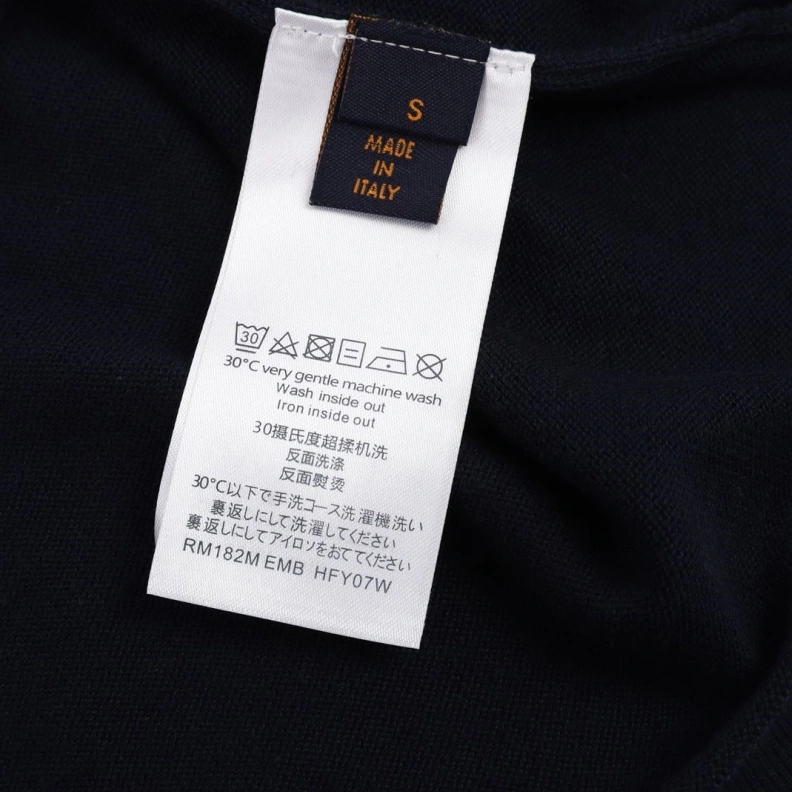 S
MADE
IN
ITALY
30
30°C very gentle machine wash
Wash inside out
Iron inside out
30摄氏度超揉机洗
反面洗涤
反面熨烫
30°C以下で手洗コース洗濯機洗い
裏返しにして洗濯してください
裏返しにしてアイロソをおててください
RM182M EMB HFY07W